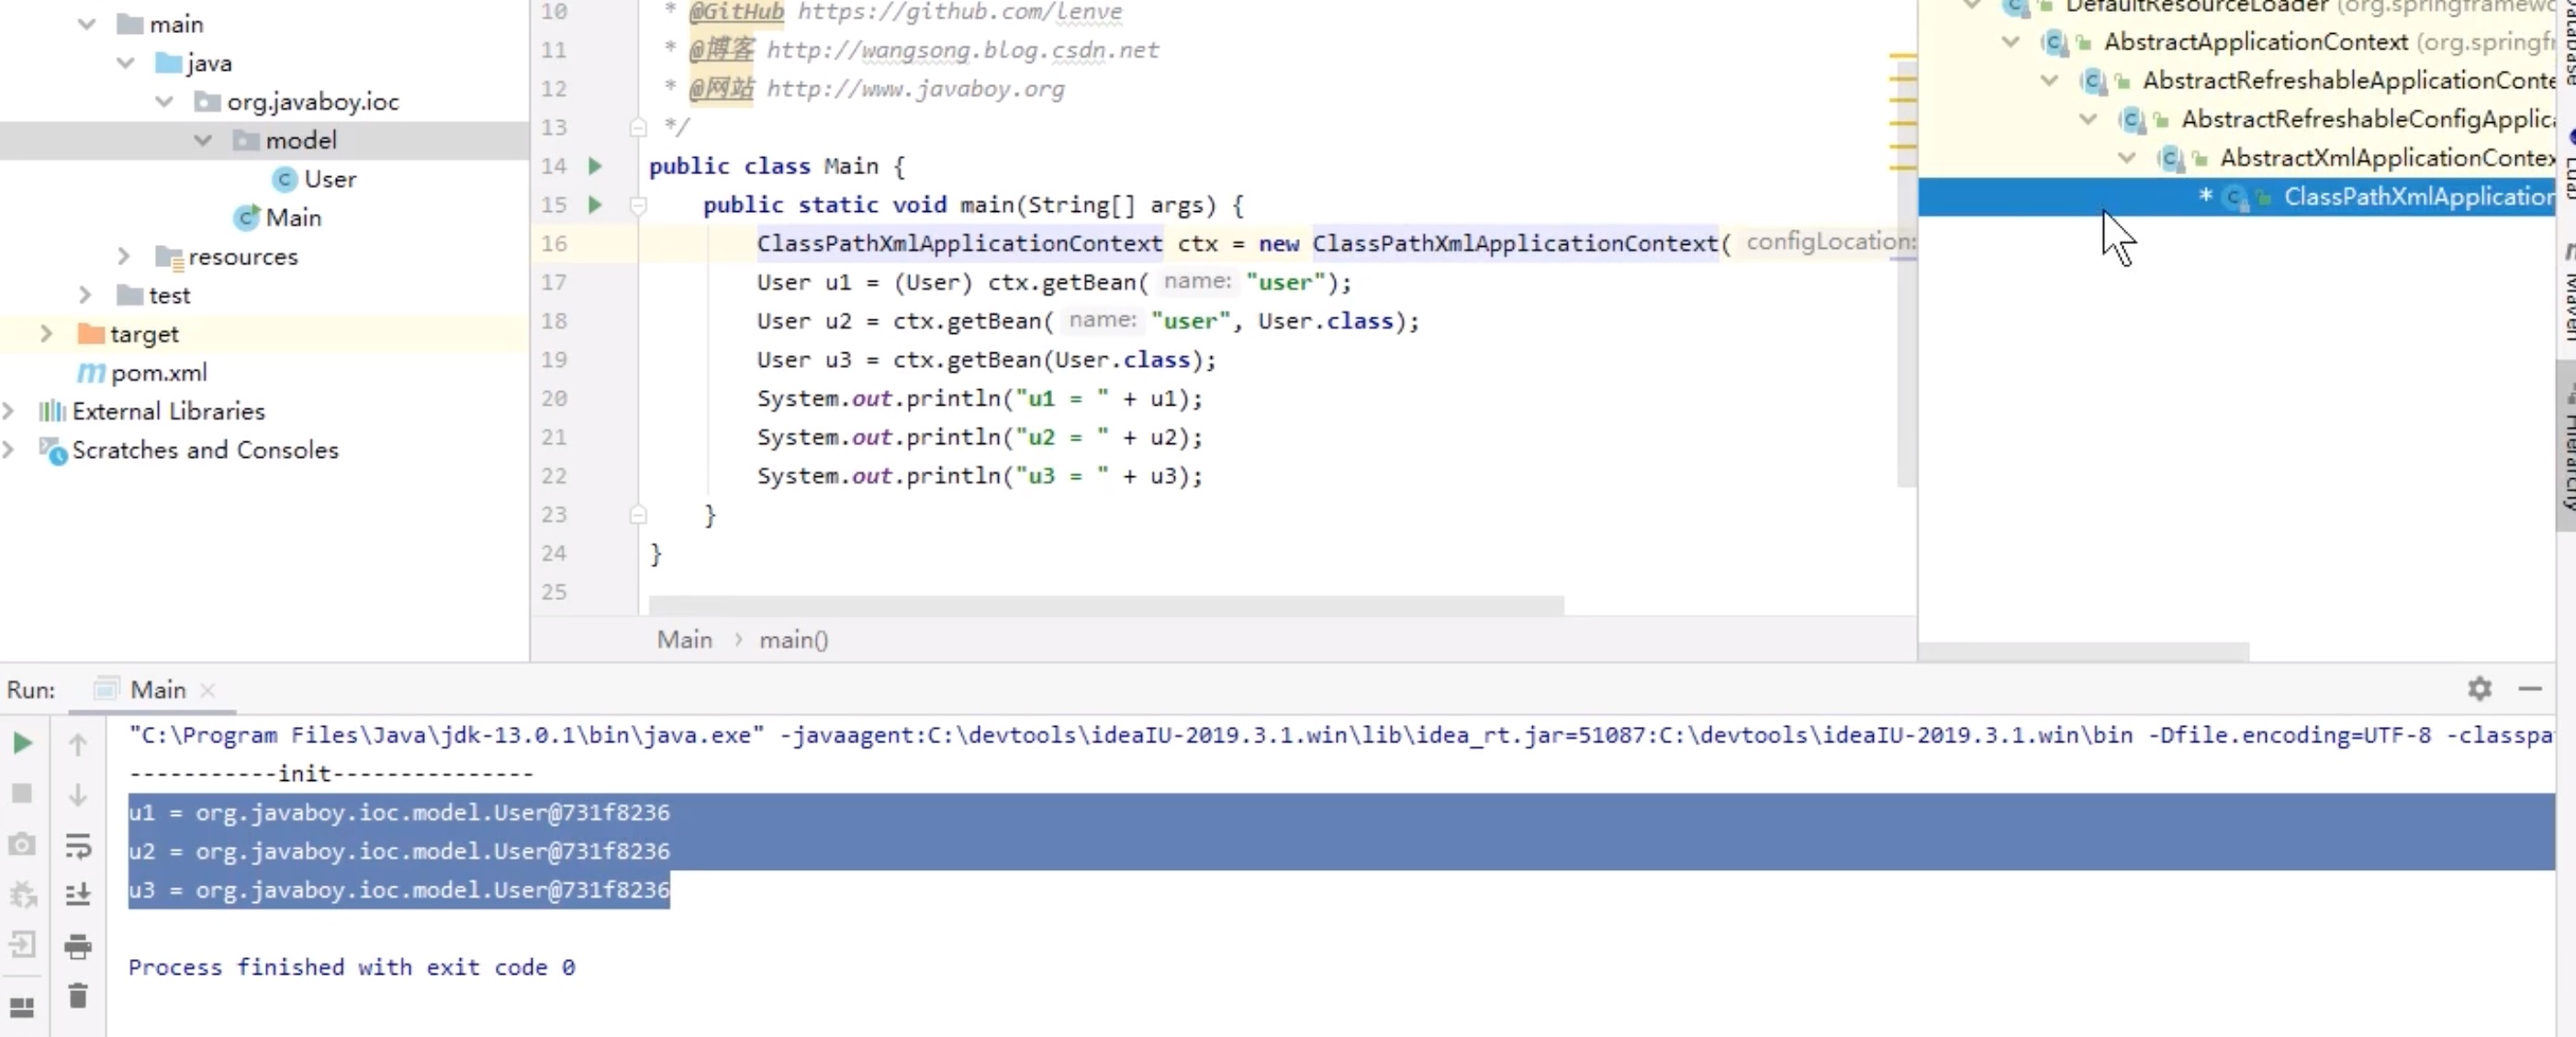 main
java
org.javaboy.ioc
model
User
Main
resources
test
target
pom.xml
External Libraries
Scratches and Consoles
10 * @GitHub https://github.com/lenve
11 * @博客 http://wangsong.blog.csdn.net
12 * @网站 http://www.javaboy.org
13 */
14 public class Main {
15 public static void main(String[] args) {
16 ClassPathXmlApplicationContext ctx = new ClassPathXmlApplicationContext( configLocation:
17 User u1 = (User) ctx.getBean( name: "user");
18 User u2 = ctx.getBean( name: "user", User.class);
19 User u3 = ctx.getBean(User.class);
20 System.out.println("u1 = " + u1);
21 System.out.println("u2 = " + u2);
22 System.out.println("u3 = " + u3);
23 }
24 }
25
Main > main()
DefaultResourceLoader (org.springframewo
AbstractApplicationContext (org.springfr
AbstractRefreshableApplicationConte
AbstractRefreshableConfigApplica
AbstractXmlApplicationContex
* ClassPathXmlApplication
Maven
Hierarchy
Run: Main
"C:\Program Files\Java\jdk-13.0.1\bin\java.exe" -javaagent:C:\devtools\ideaIU-2019.3.1.win\lib\idea_rt.jar=51087:C:\devtools\ideaIU-2019.3.1.win\bin -Dfile.encoding=UTF-8 -classpa
-----------init---------------
u1 = org.javaboy.ioc.model.User@731f8236
u2 = org.javaboy.ioc.model.User@731f8236
u3 = org.javaboy.ioc.model.User@731f8236
Process finished with exit code 0